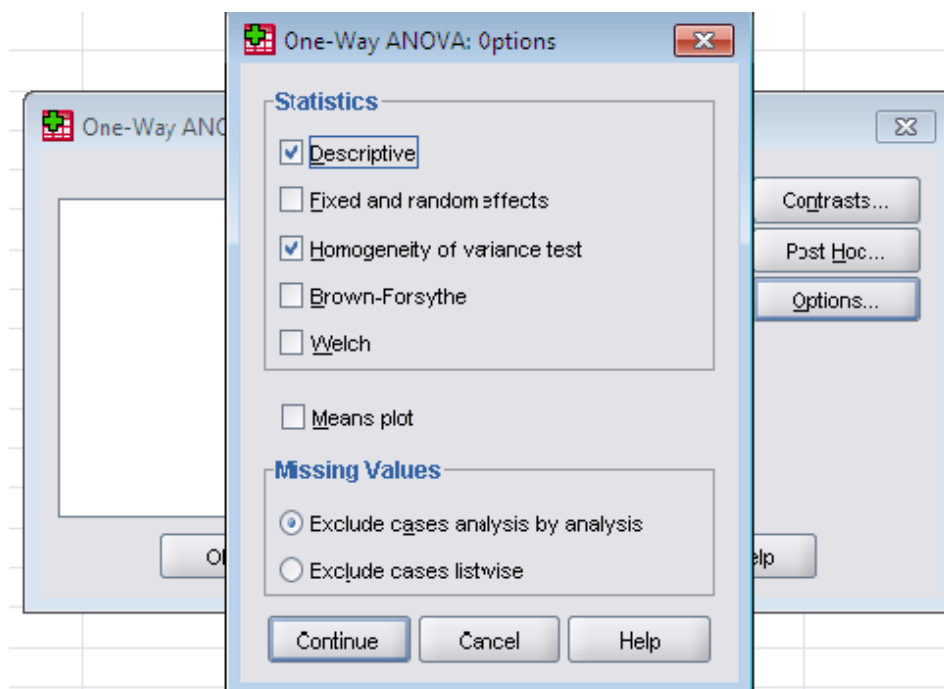 One-Way ANOVA: Options
Statistics
Descriptive
Fixed and random effects
Homogeneity of variance test
Brown-Forsythe
Welch
Means plot
Missing Values
Exclude cases analysis by analysis
Exclude cases listwise
Continue
Cancel
Help
One-Way
Contrasts...
Post Hoc...
Options...